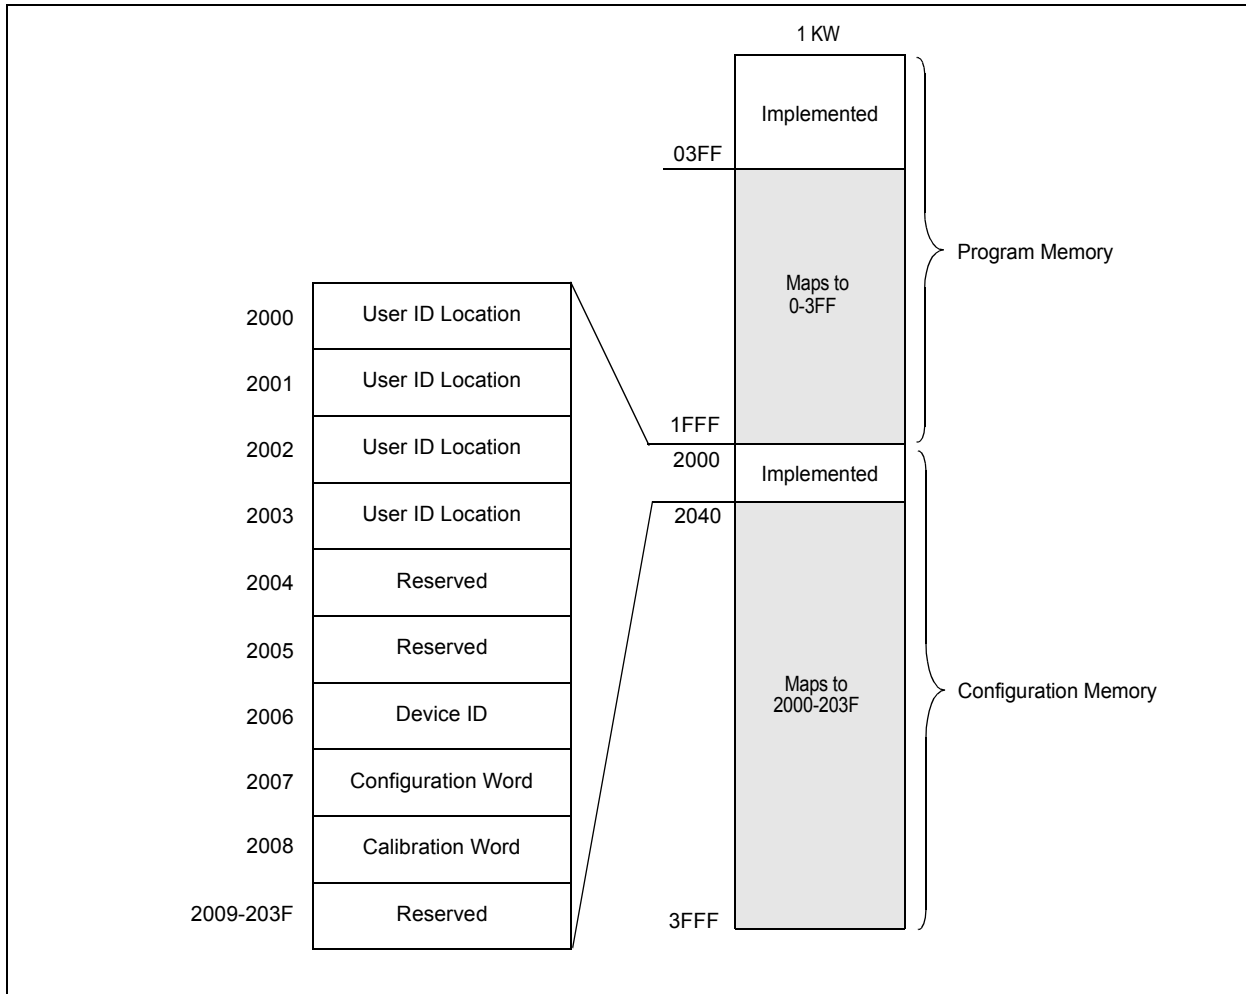 1 KW
Implemented
03FF
Program Memory
Maps to
0-3FF
2000 User ID Location
2001 User ID Location
1FFF
2002 User ID Location
2000
Implemented
2003 User ID Location
2040
2004 Reserved
2005 Reserved
Maps to
2000-203F
Configuration Memory
2006 Device ID
2007 Configuration Word
2008 Calibration Word
2009-203F Reserved
3FFF